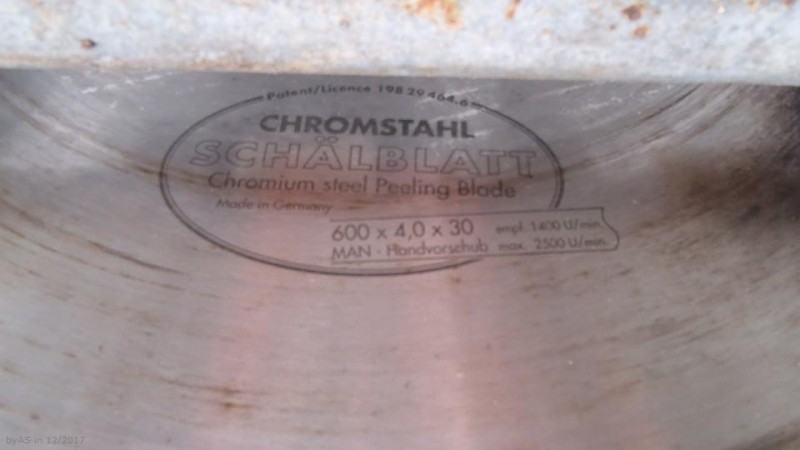 Patent/Licence 198 29 464.6
CHROMSTAHL
SCHÄLBLATT
Chromium steel Peeling Blade
Made in Germany
600 x 4,0 x 30 empf. 1400 U/min.
MAN - Handvorschub max. 2500 U/min.
byAS in 12/2017